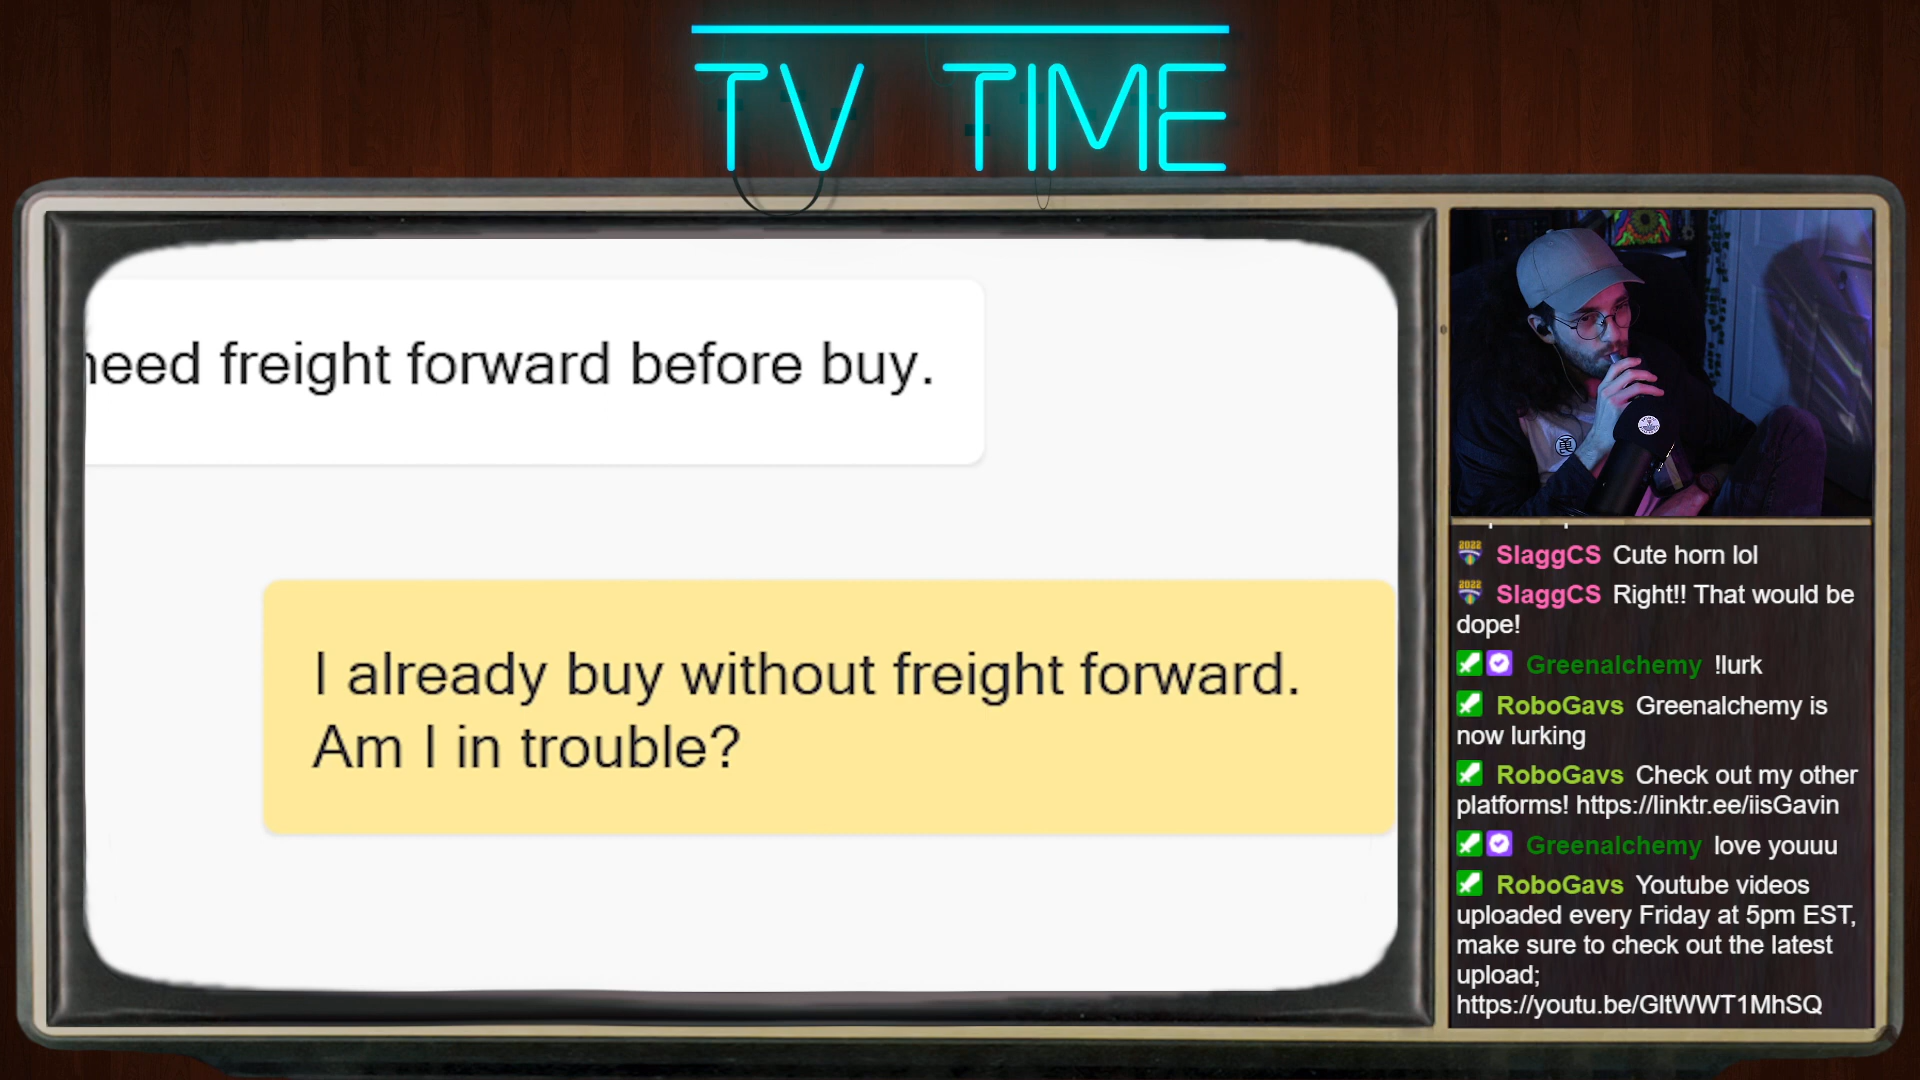 TV TIME
need freight forward before buy.
I already buy without freight forward.
Am I in trouble?
2022 SlaggCS Cute horn lol
2022 SlaggCS Right!! That would be
dope!
Greenalchemy !lurk
RoboGavs Greenalchemy is
now lurking
RoboGavs Check out my other
platforms! https://linktr.ee/iisGavin
Greenalchemy love youuu
RoboGavs Youtube videos
uploaded every Friday at 5pm EST,
make sure to check out the latest
upload;
https://youtu.be/GltWWT1MhSQ